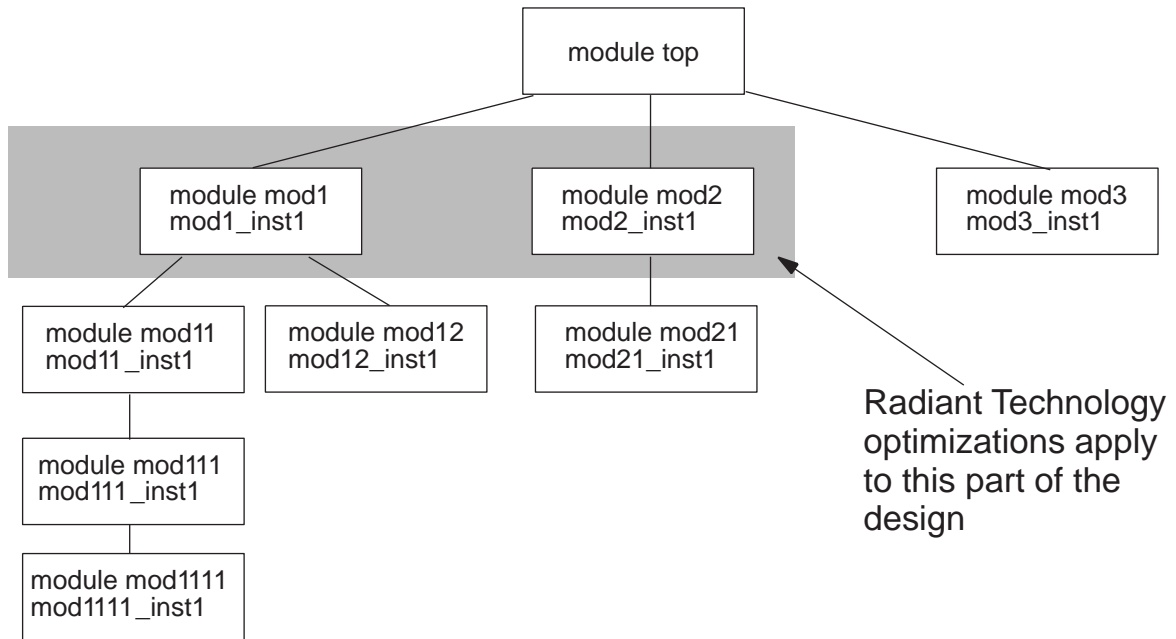 module top
module mod1
mod1_inst1
module mod2
mod2_inst1
module mod3
mod3_inst1
module mod11
mod11_inst1
module mod12
mod12_inst1
module mod21
mod21_inst1
Radiant Technology
optimizations apply
to this part of the
design
module mod111
mod111_inst1
module mod1111
mod1111_inst1